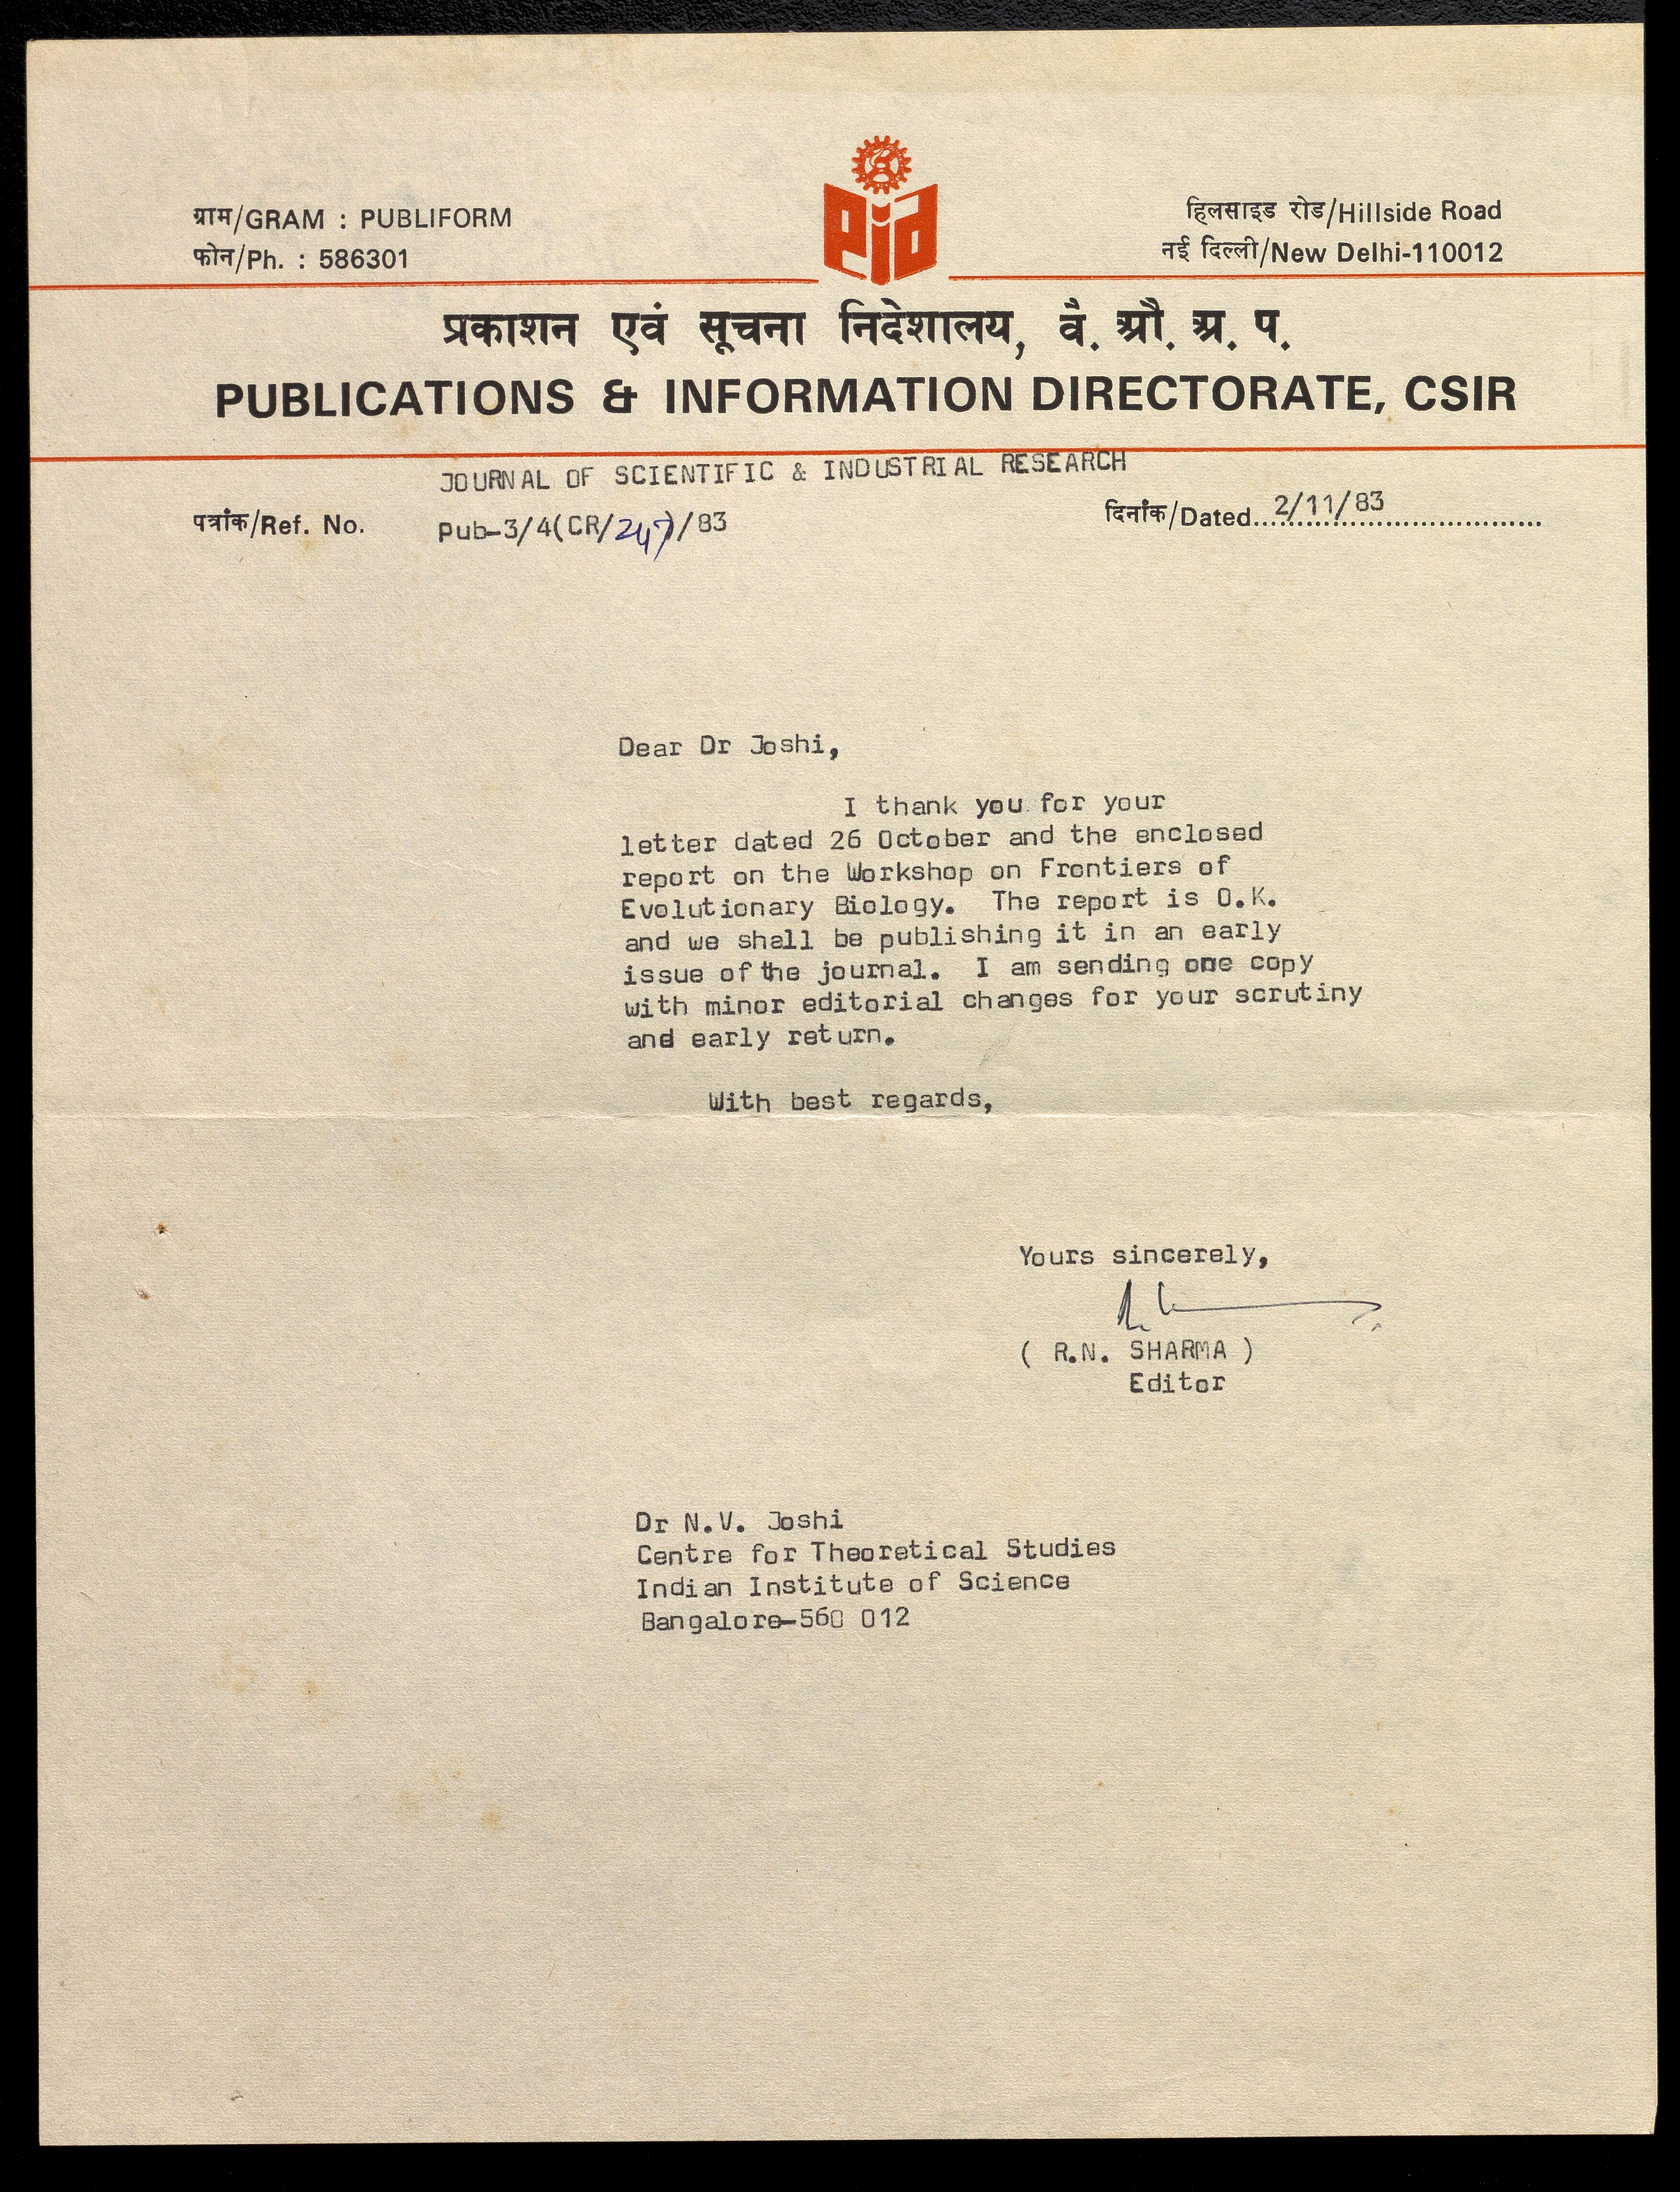 ग्राम/GRAM : PUBLIFORM
फोन/Ph. : 586301
pid
हिलसाइड रोड/Hillside Road
नई दिल्ली/New Delhi-110012
प्रकाशन एवं सूचना निदेशालय, वै. औ. अ. प.
PUBLICATIONS & INFORMATION DIRECTORATE, CSIR
JOURNAL OF SCIENTIFIC & INDUSTRIAL RESEARCH
पत्रांक/Ref. No. Pub-3/4(CR/247)/83
दिनांक/Dated 2/11/83
Dear Dr Joshi,
I thank you for your
letter dated 26 October and the enclosed
report on the Workshop on Frontiers of
Evolutionary Biology. The report is O.K.
and we shall be publishing it in an early
issue of the journal. I am sending one copy
with minor editorial changes for your scrutiny
and early return.
With best regards,
Yours sincerely,
( R.N. SHARMA )
Editor
Dr N.V. Joshi
Centre for Theoretical Studies
Indian Institute of Science
Bangalore-560 012